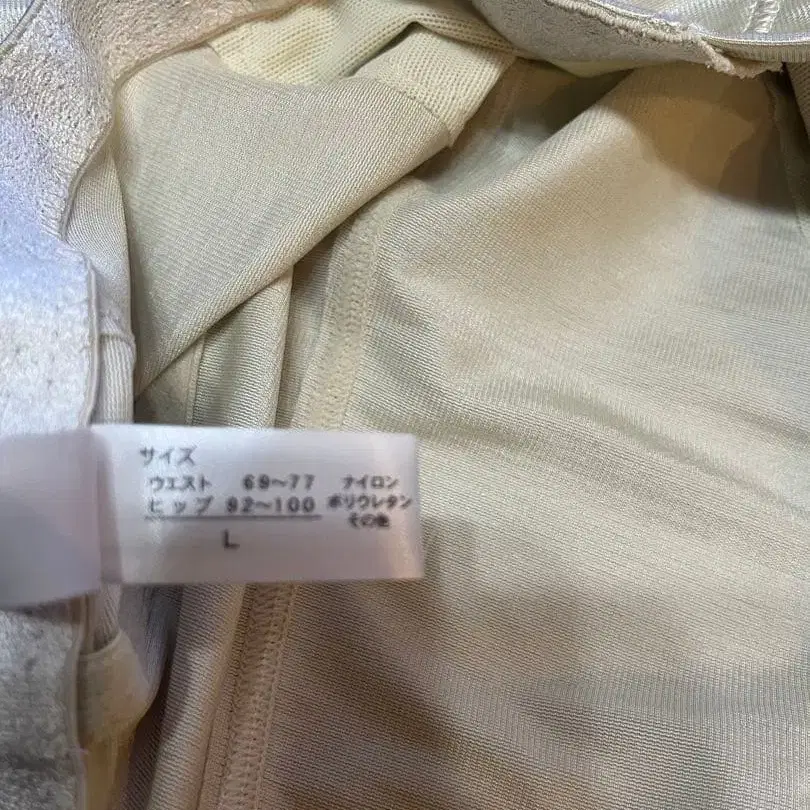 サイズ
ウエスト 69～77
ヒップ 92～100
L
ナイロン
ポリウレタン
その他